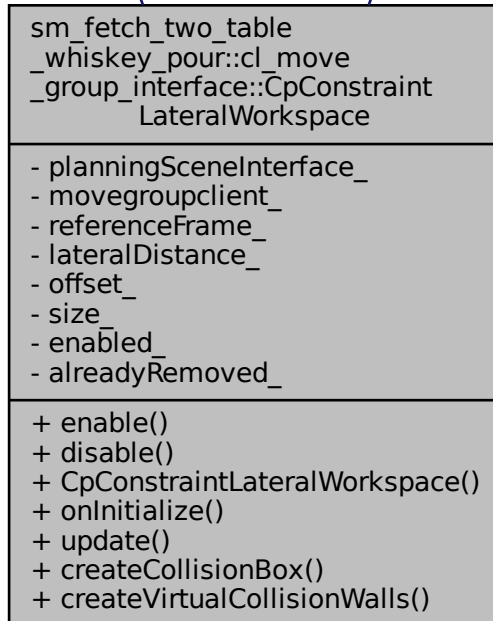 sm_fetch_two_table
_whiskey_pour::cl_move
_group_interface::CpConstraint
LateralWorkspace
- planningSceneInterface_
- movegroupclient_
- referenceFrame_
- lateralDistance_
- offset_
- size_
- enabled_
- alreadyRemoved_
+ enable()
+ disable()
+ CpConstraintLateralWorkspace()
+ onInitialize()
+ update()
+ createCollisionBox()
+ createVirtualCollisionWalls()